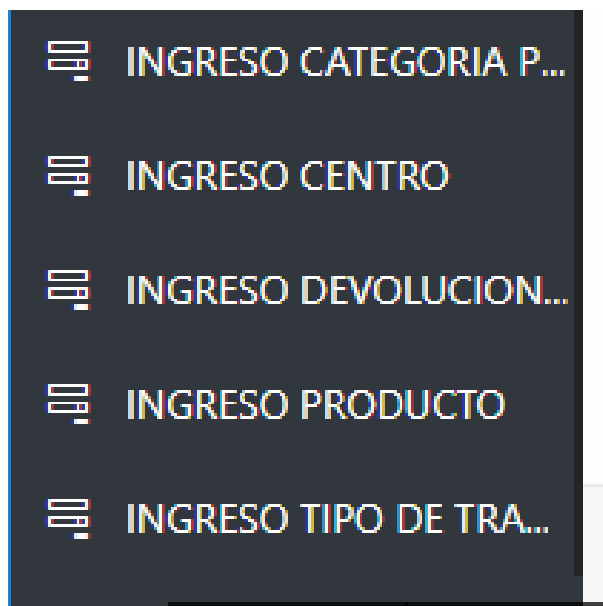 INGRESO CATEGORIA P...
INGRESO CENTRO
INGRESO DEVOLUCION...
INGRESO PRODUCTO
INGRESO TIPO DE TRA...